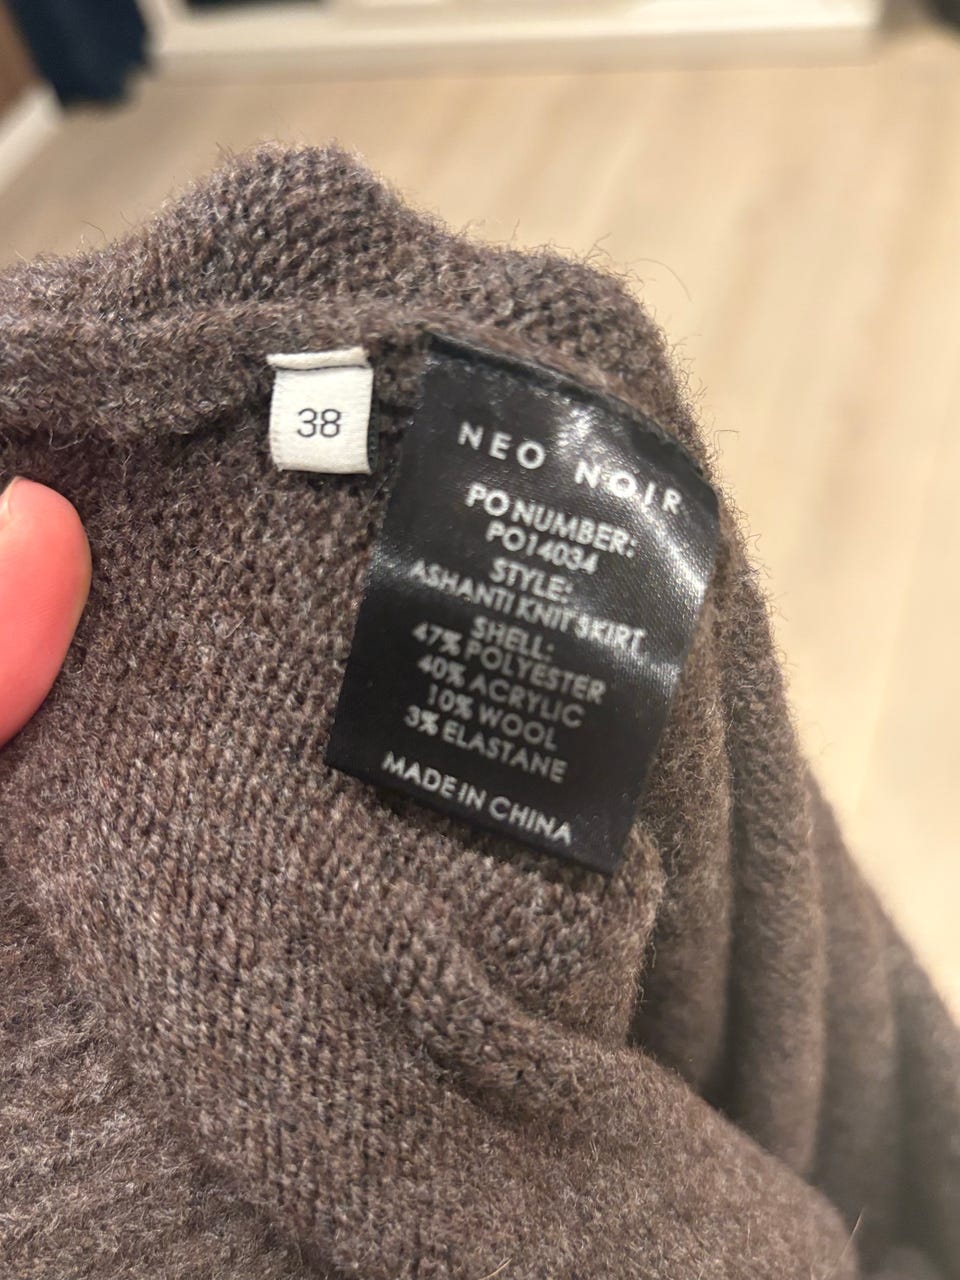 38
NEO NOIR
PO NUMBER:
PO14034
STYLE:
ASHANTI KNIT SKIRT
SHELL:
47% POLYESTER
40% ACRYLIC
10% WOOL
3% ELASTANE
MADE IN CHINA